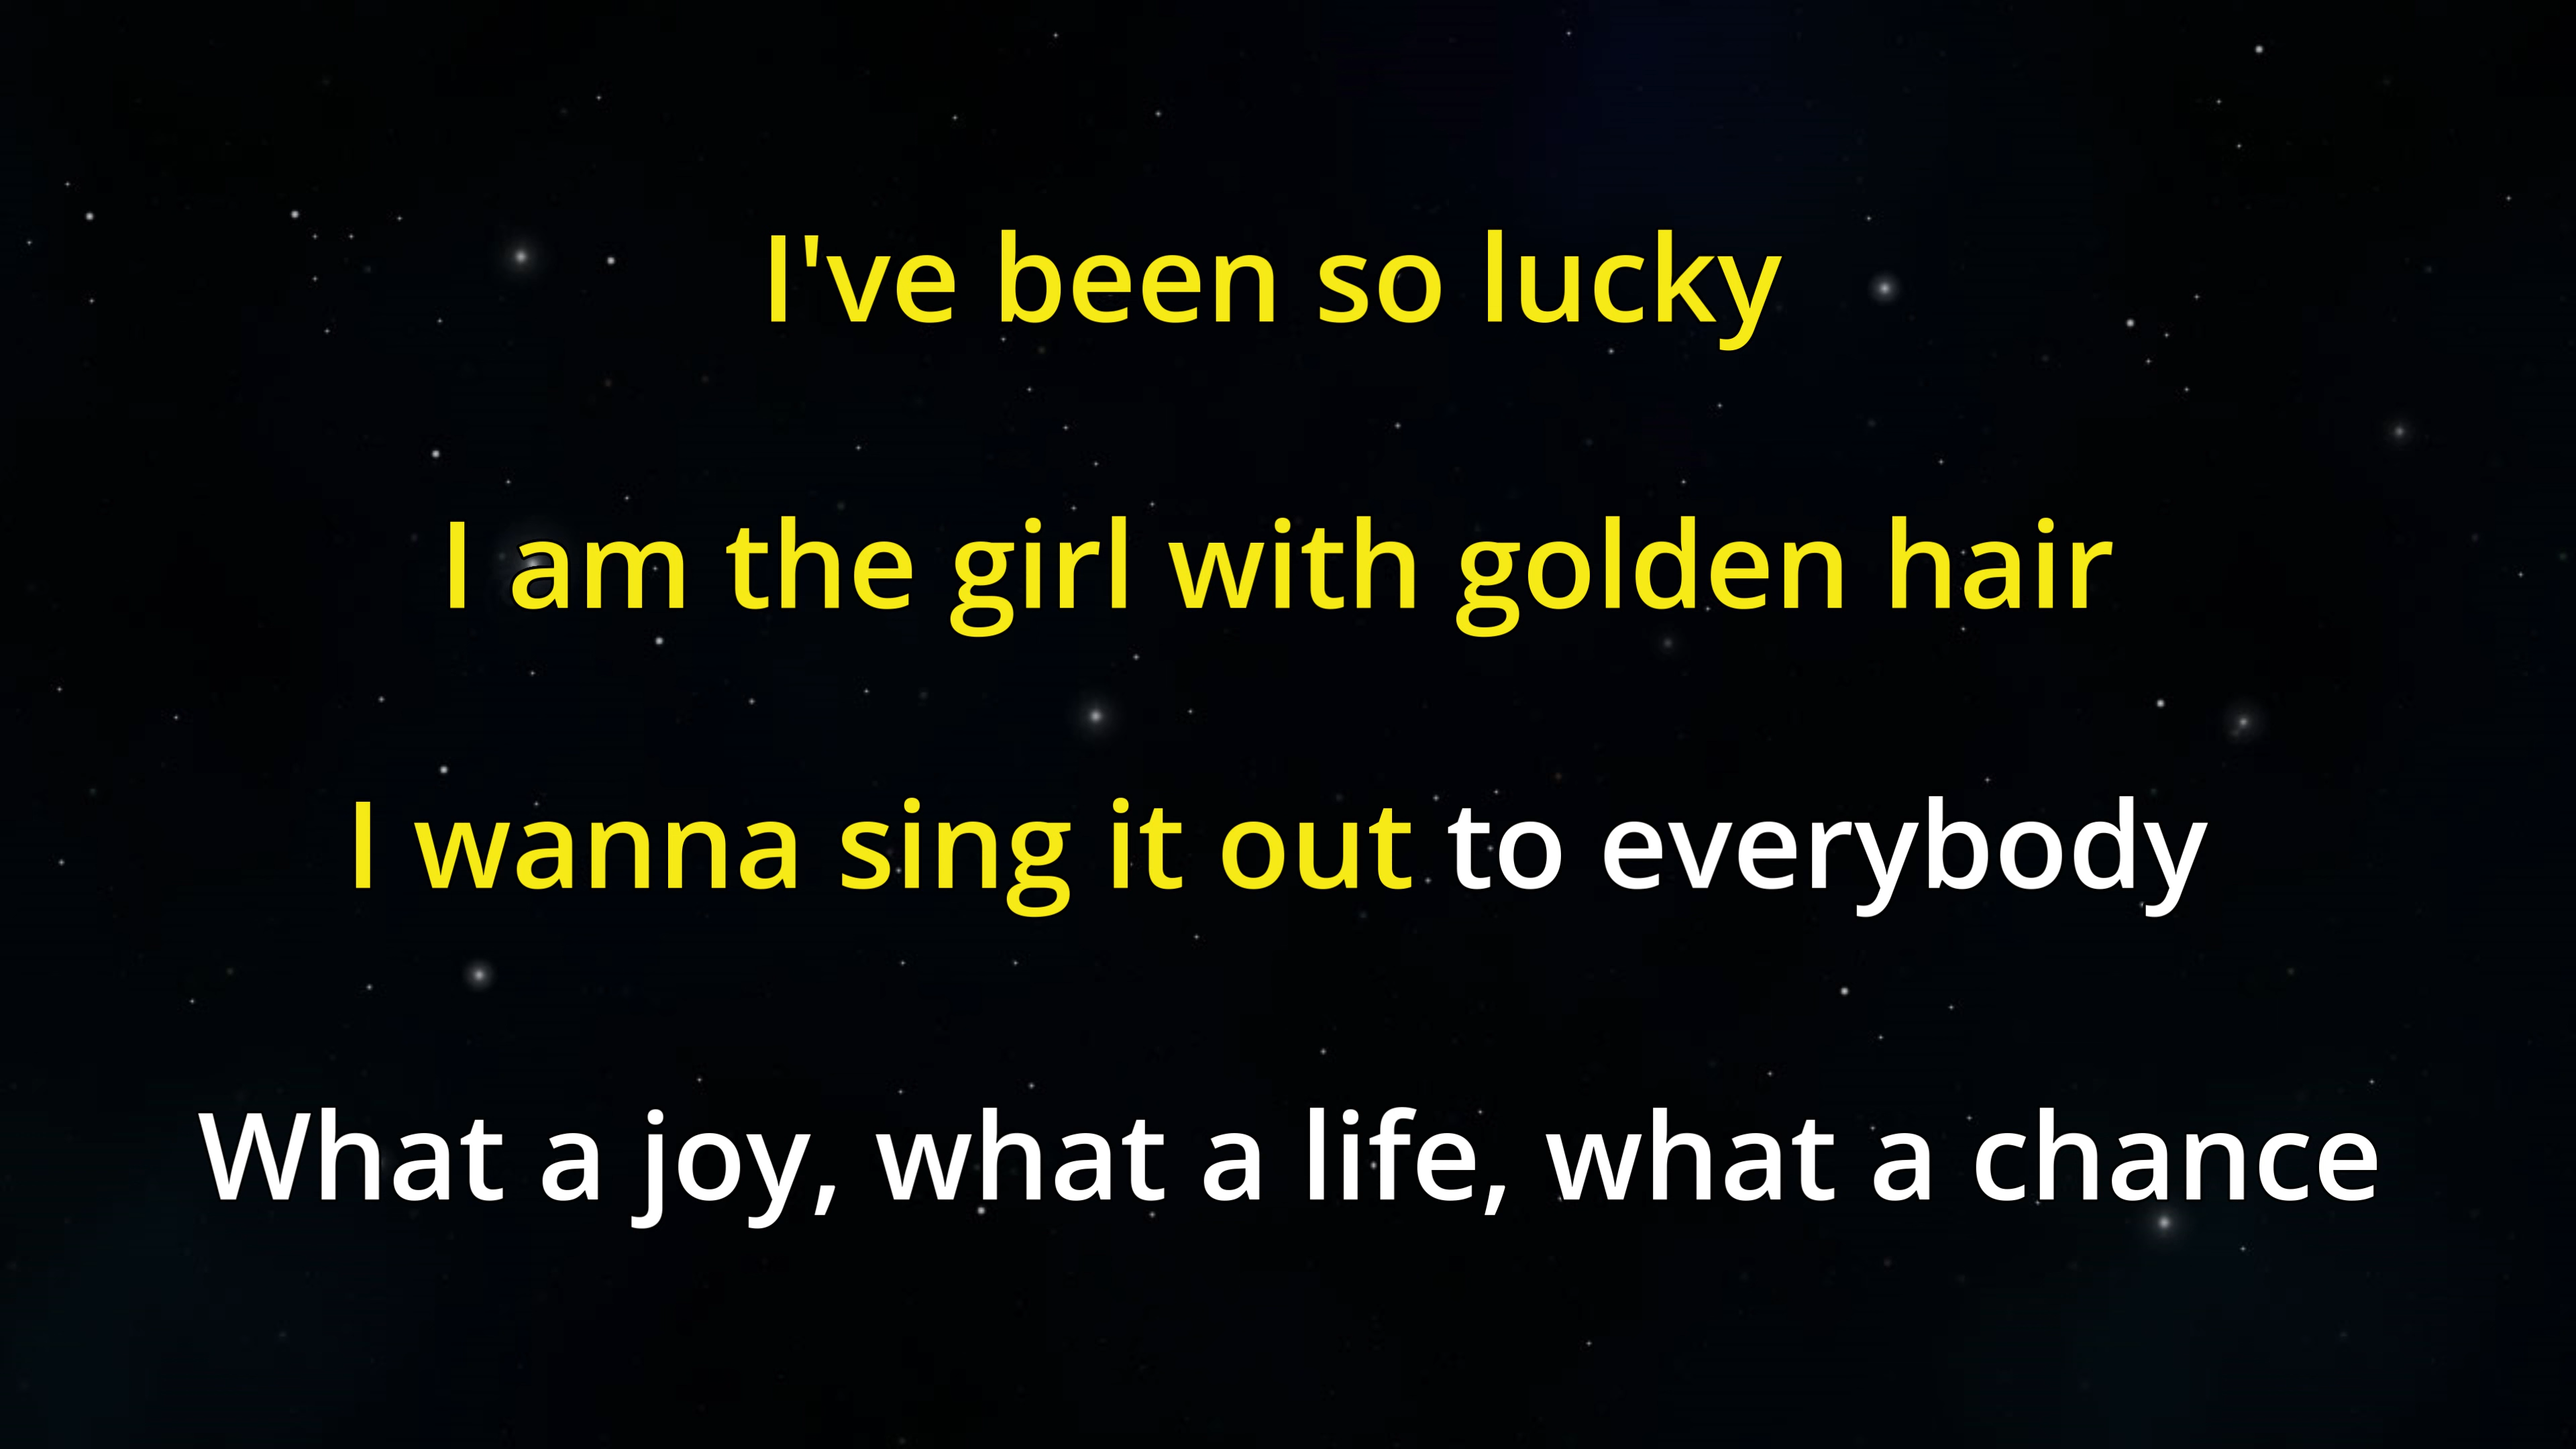 I've been so lucky
I am the girl with golden hair
I wanna sing it out to everybody
What a joy, what a life, what a chance